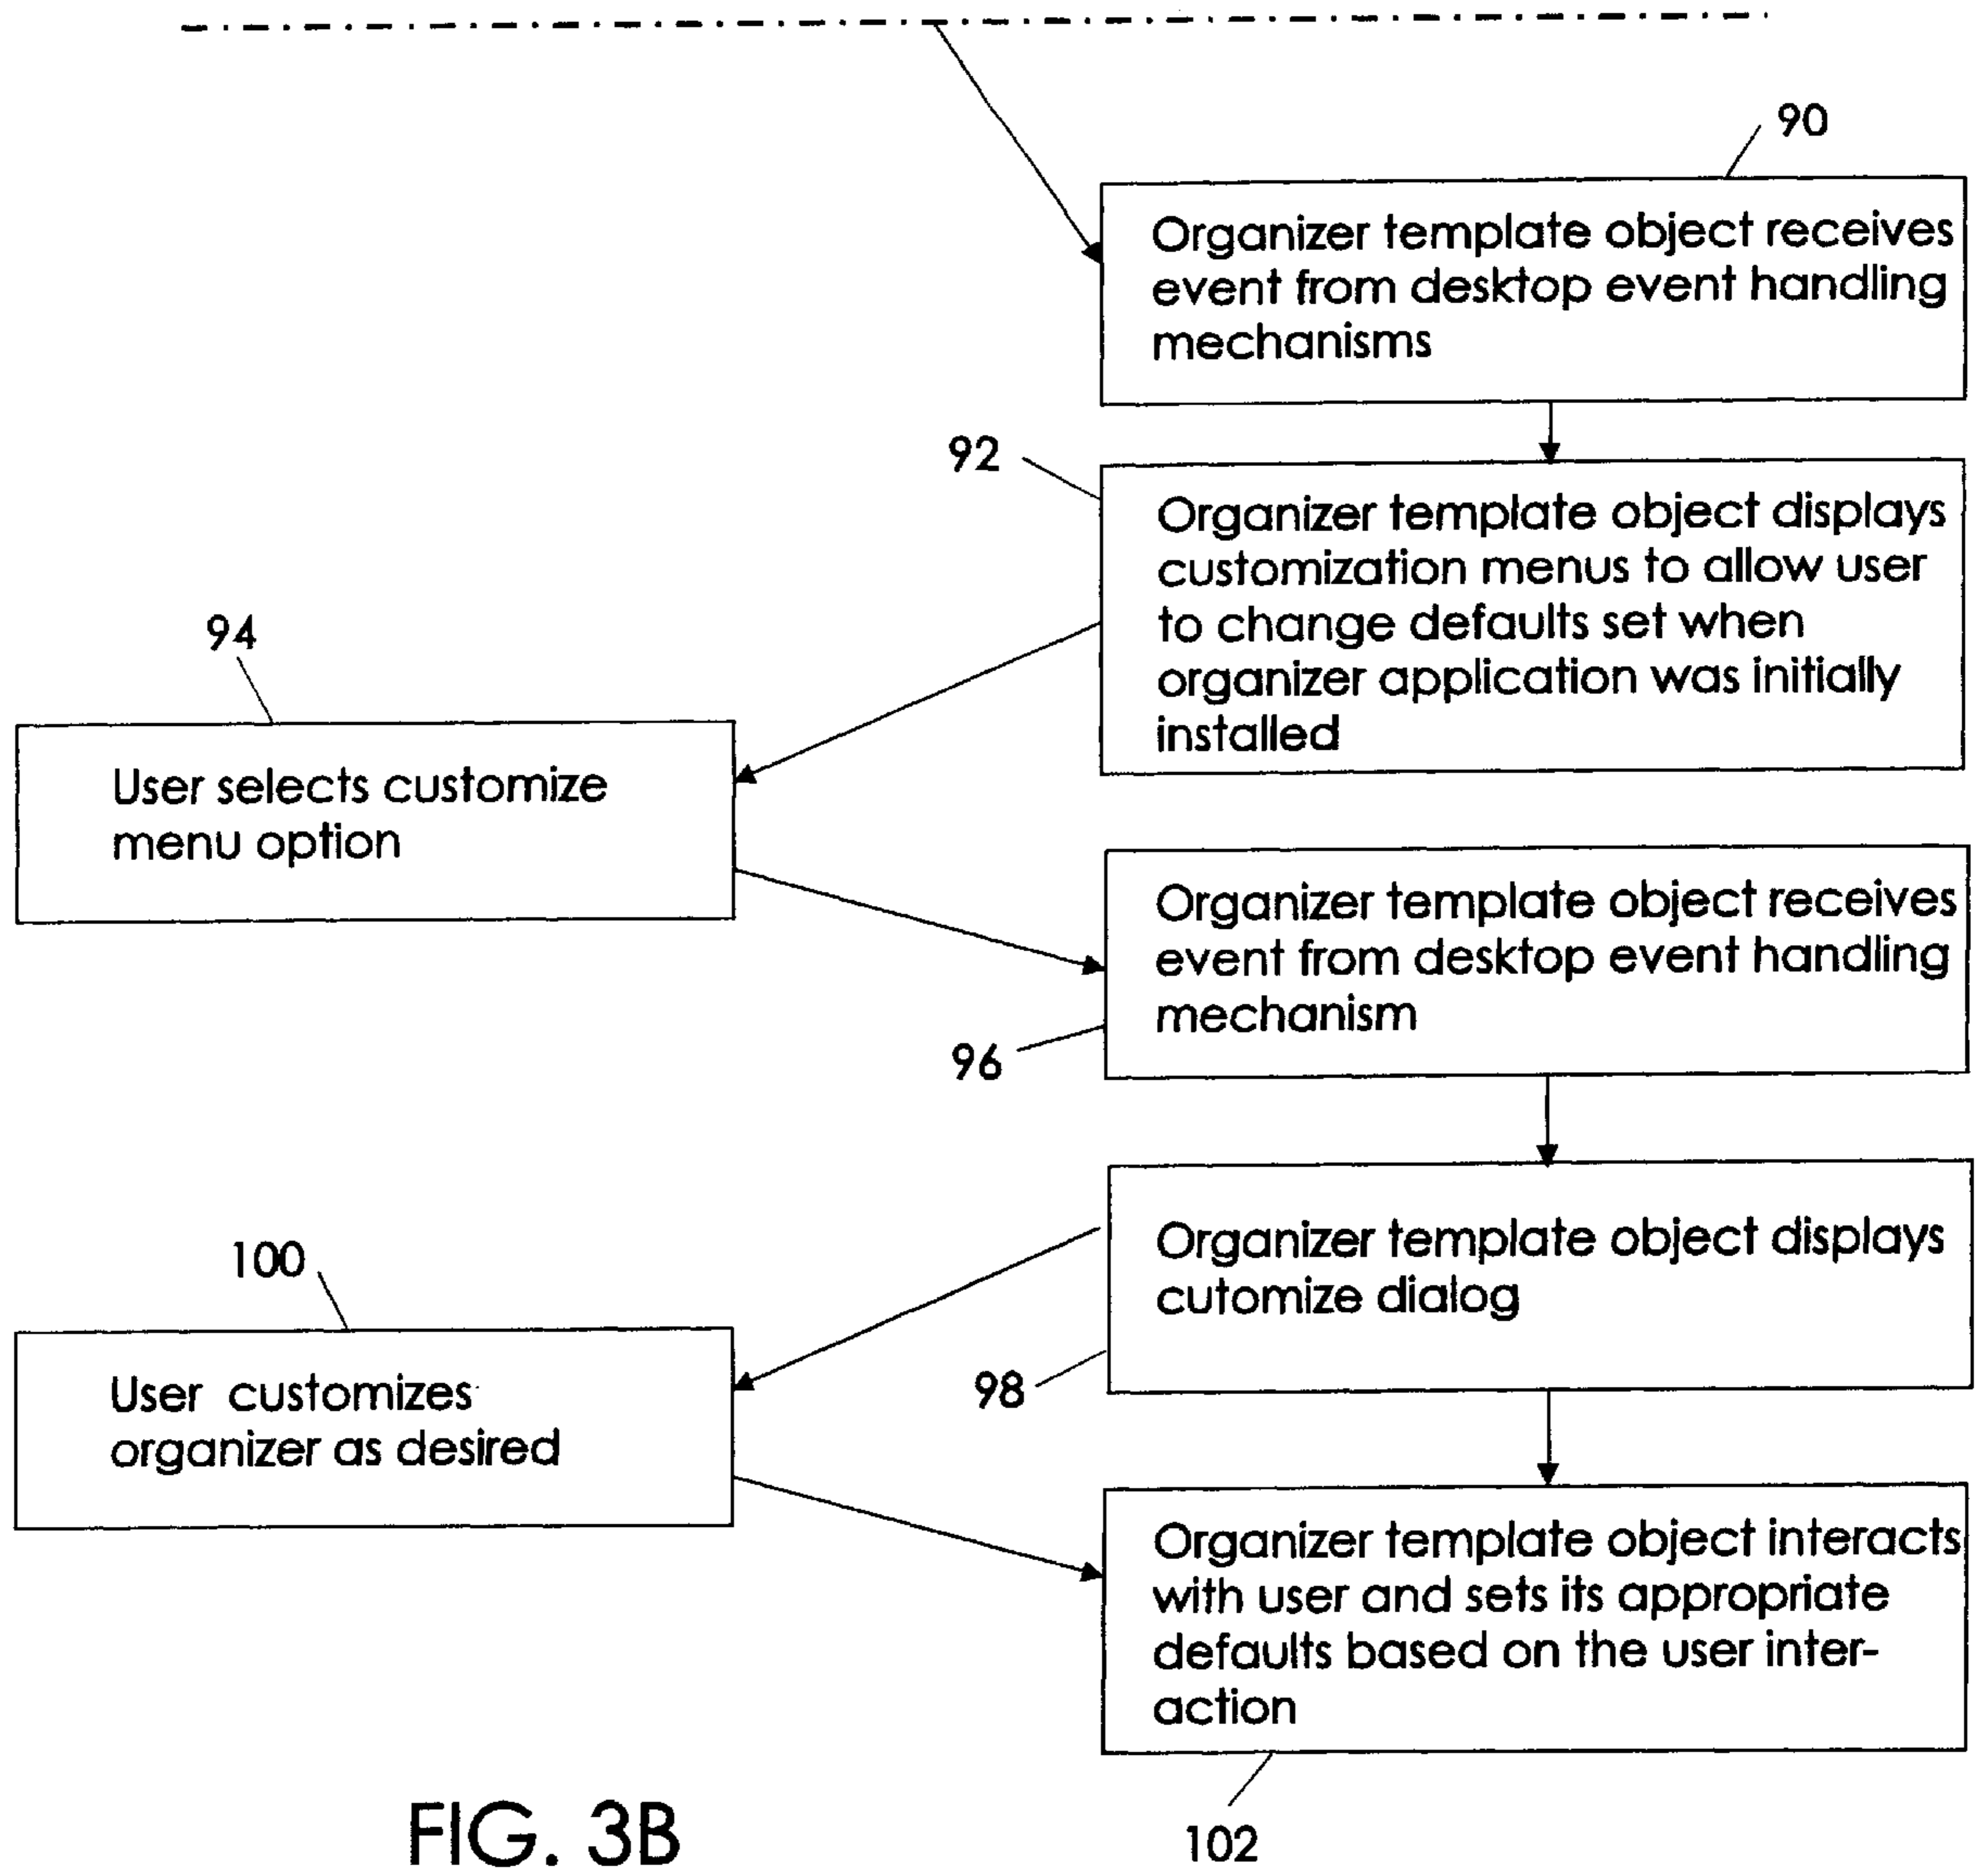 90
Organizer template object receives
event from desktop event handling
mechanisms
92
Organizer template object displays
customization menus to allow user
to change defaults set when
organizer application was initially
installed
94
User selects customize
menu option
Organizer template object receives
event from desktop event handling
mechanism
96
Organizer template object displays
cutomize dialog
98
100
User customizes
organizer as desired
Organizer template object interacts
with user and sets its appropriate
defaults based on the user inter-
action
102
FIG. 3B